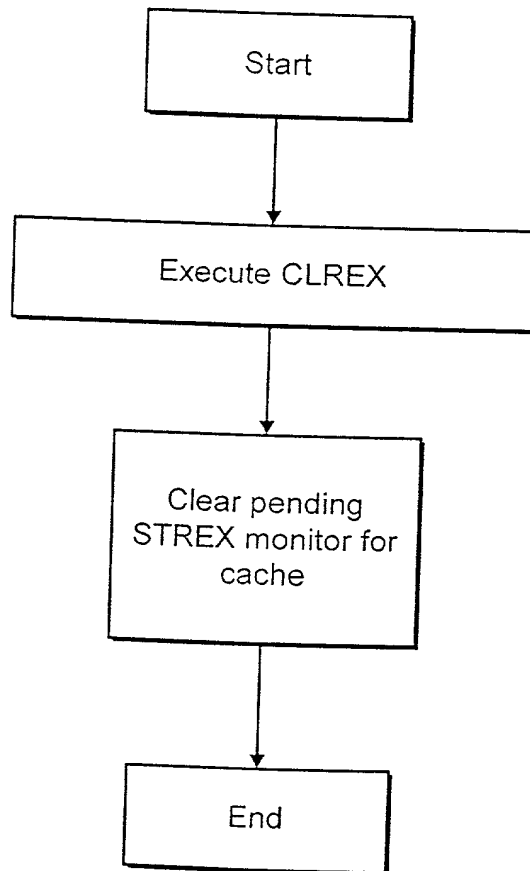 Start
Execute CLREX
Clear pending
STREX monitor for
cache
End